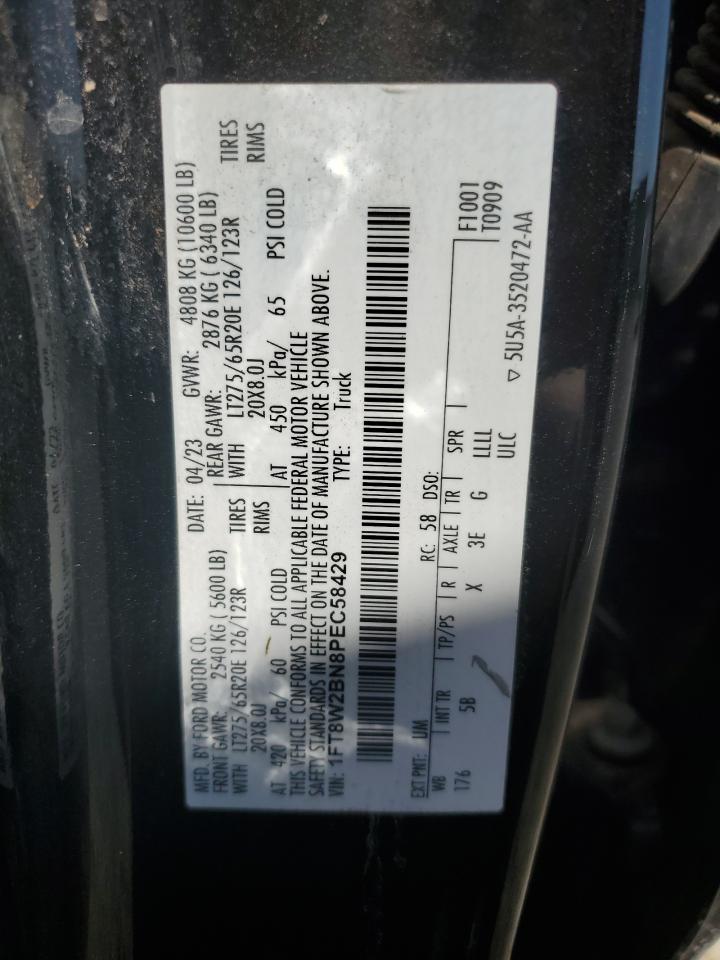 MFD. BY FORD MOTOR CO.
DATE: 04/23 GVWR: 4808 KG (10600 LB)
FRONT GAWR: 2540 KG ( 5600 LB) REAR GAWR: 2876 KG ( 6340 LB)
WITH LT275/65R20E 126/123R TIRES WITH LT275/65R20E 126/123R TIRES
20X8.0J RIMS 20X8.0J RIMS
AT 420 kPa/ 60 PSI COLD AT 450 kPa/ 65 PSI COLD
THIS VEHICLE CONFORMS TO ALL APPLICABLE FEDERAL MOTOR VEHICLE
SAFETY STANDARDS IN EFFECT ON THE DATE OF MANUFACTURE SHOWN ABOVE.
VIN: 1FT8W2BN8PEC58429 TYPE: Truck
EXT PNT: UM RC: 58 DSO:
WB INT TR TP/PS R AXLE TR SPR F1001
176 5B X 3E G LLLL T0909
ULC
▽ 5U5A-3520472-AA